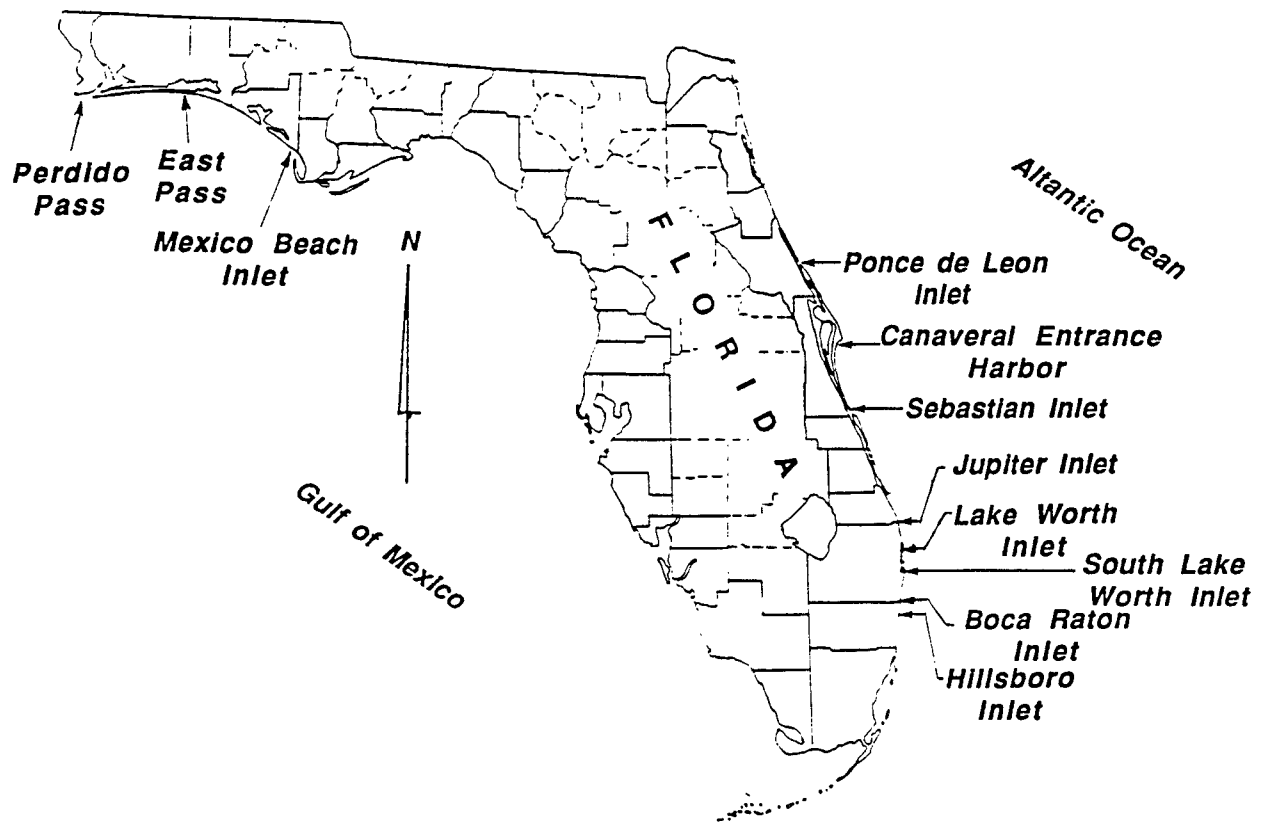 Perdido
Pass
East
Pass
Mexico Beach
Inlet
N
FLORIDA
Gulf of Mexico
Altantic Ocean
Ponce de Leon
Inlet
Canaveral Entrance
Harbor
Sebastian Inlet
Jupiter Inlet
Lake Worth
Inlet
South Lake
Worth Inlet
Boca Raton
Inlet
Hillsboro
Inlet